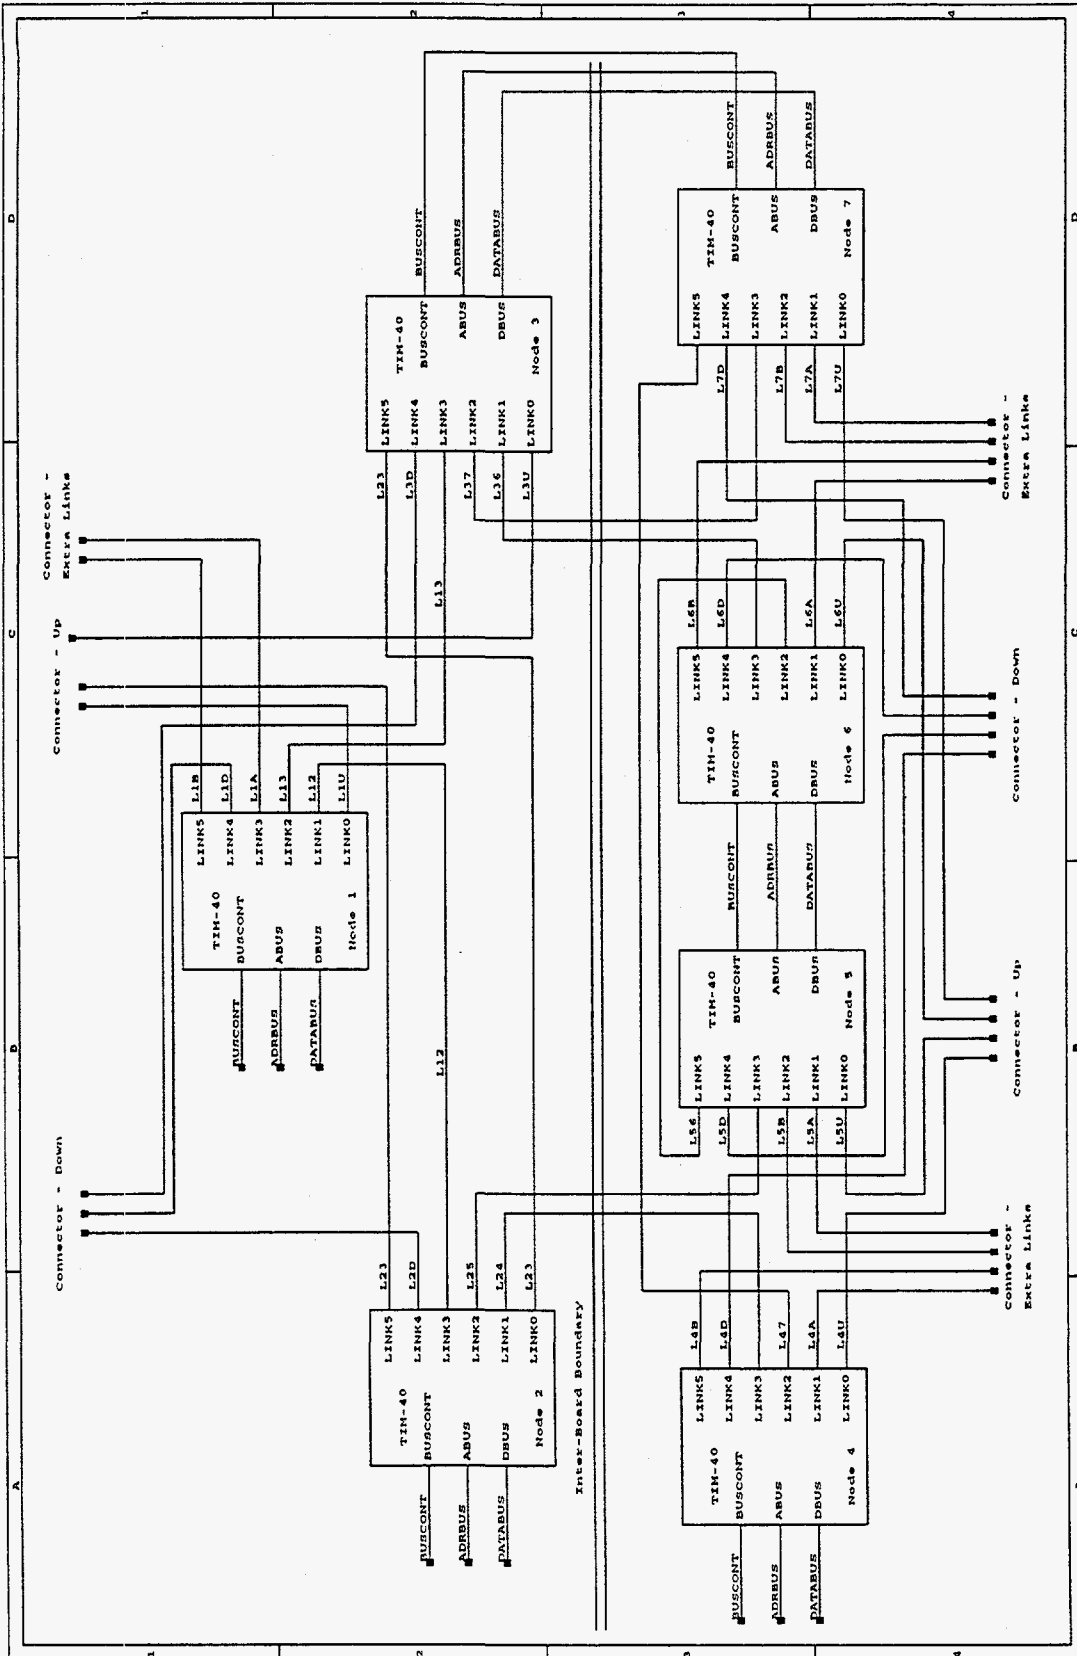 Connector -
Extra Links
Connector - Up
Connector - Down
TIM-40
BUSCONT
ABUS
DBUS
Node 1
LINK5
LINK4
LINK3
LINK2
LINK1
LINK0
L1B
L1D
L1A
L13
L12
L1U
BUSCONT
ADRBUS
DATABUS
L13
L12
TIM-40
BUSCONT
ABUS
DBUS
Node 2
LINK5
LINK4
LINK3
LINK2
LINK1
LINK0
L23
L2D
L25
L24
L23
BUSCONT
ADRBUS
DATABUS
TIM-40
BUSCONT
ABUS
DBUS
Node 3
LINK5
LINK4
LINK3
LINK2
LINK1
LINK0
L23
L3D
L37
L36
L3U
BUSCONT
ADRBUS
DATABUS
Inter-Board Boundary
TIM-40
BUSCONT
ABUS
DBUS
Node 4
LINK5
LINK4
LINK3
LINK2
LINK1
LINK0
L4B
L4D
L47
L4A
L4U
BUSCONT
ADRBUS
DATABUS
TIM-40
BUSCONT
ABUS
DBUS
Node 5
LINK5
LINK4
LINK3
LINK2
LINK1
LINK0
L56
L5D
L5B
L5A
L5U
BUSCONT
ADRBUS
DATABUS
TIM-40
BUSCONT
ABUS
DBUS
Node 6
LINK5
LINK4
LINK3
LINK2
LINK1
LINK0
L6B
L6D
L6A
L6U
TIM-40
BUSCONT
ABUS
DBUS
Node 7
LINK5
LINK4
LINK3
LINK2
LINK1
LINK0
L7D
L7B
L7A
L7U
BUSCONT
ADRBUS
DATABUS
Connector -
Extra Links
Connector - Up
Connector - Down
Connector -
Extra Links
A
B
C
D
A
B
C
D
1
2
3
4
1
2
3
4